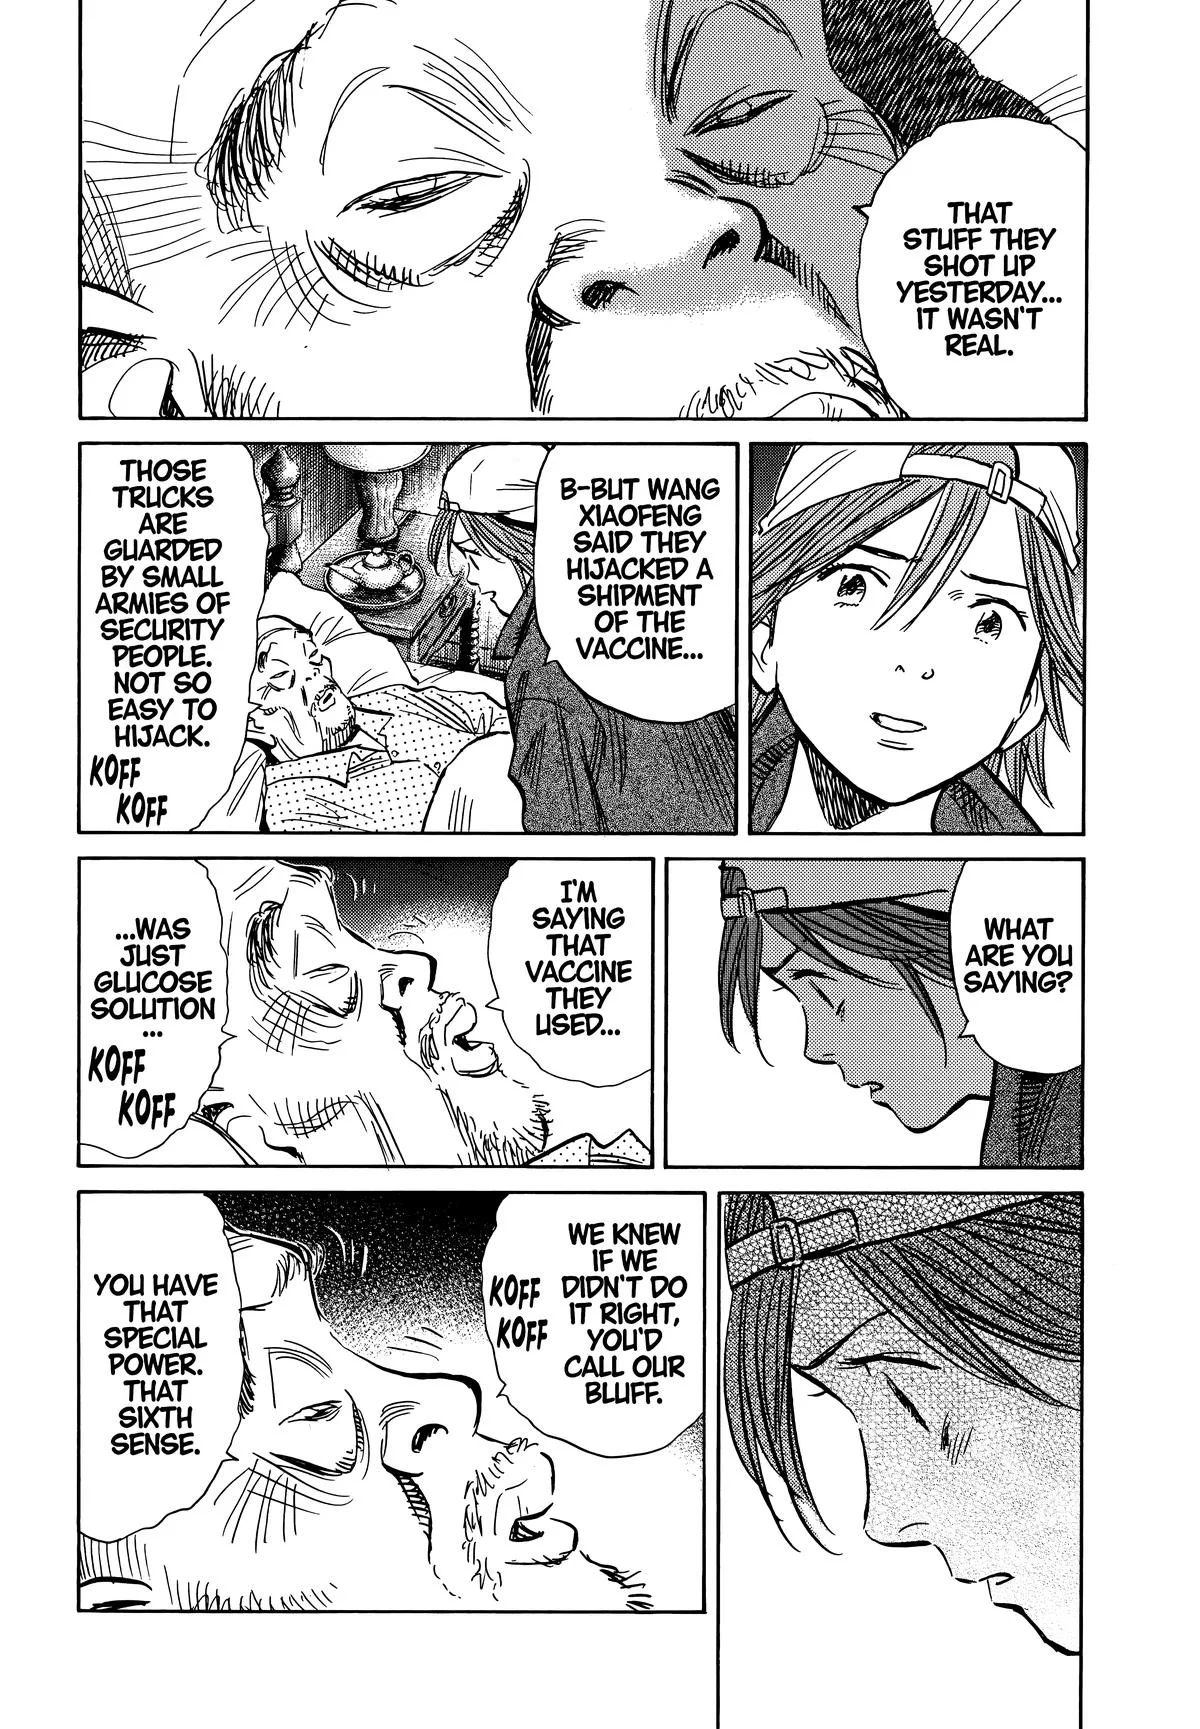 THAT
STUFF THEY
SHOT UP
YESTERDAY...
IT WASN'T
REAL.
B-BUT WANG
XIAOFENG
SAID THEY
HIJACKED A
SHIPMENT
OF THE
VACCINE...
THOSE
TRUCKS
ARE
GUARDED
BY SMALL
ARMIES OF
SECURITY
PEOPLE.
NOT SO
EASY TO
HIJACK.
KOFF
KOFF
WHAT
ARE YOU
SAYING?
I'M
SAYING
THAT
VACCINE
THEY
USED...
...WAS
JUST
GLUCOSE
SOLUTION
...
KOFF
KOFF
WE KNEW
IF WE
DIDN'T DO
IT RIGHT,
YOU'D
CALL OUR
BLUFF.
KOFF
KOFF
YOU HAVE
THAT
SPECIAL
POWER.
THAT
SIXTH
SENSE.